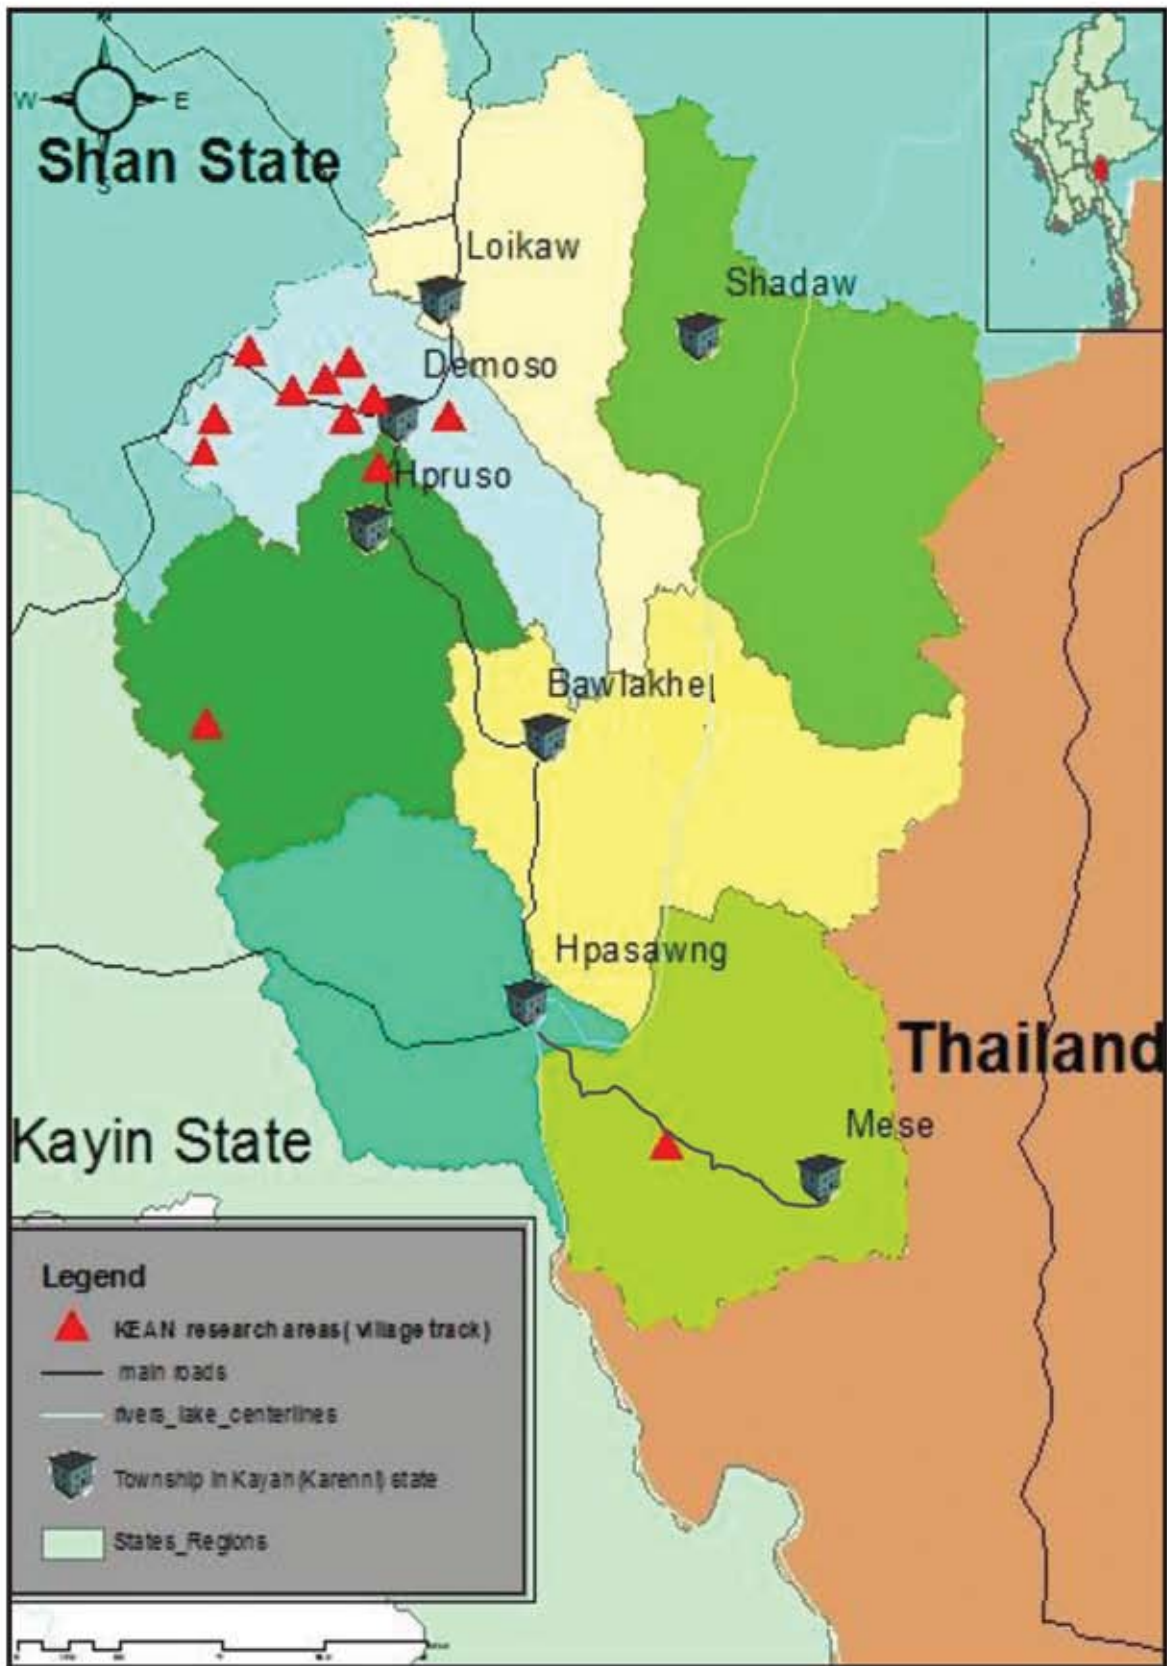 W
E
S
Shan State
Loikaw
Shadaw
Demoso
Hpruso
Bawlakhe
Hpasawng
Thailand
Mese
Kayin State
Legend
KEAN research areas( village track)
main roads
rivers_lake_centerlines
Township in Kayah(Karenni) state
States_Regions